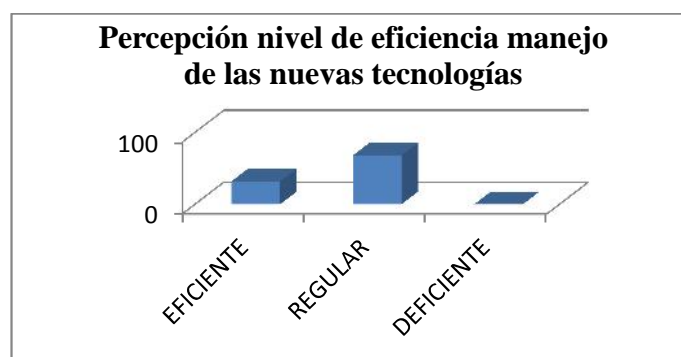 Percepción nivel de eficiencia manejo
de las nuevas tecnologías
100
0
EFICIENTE
REGULAR
DEFICIENTE